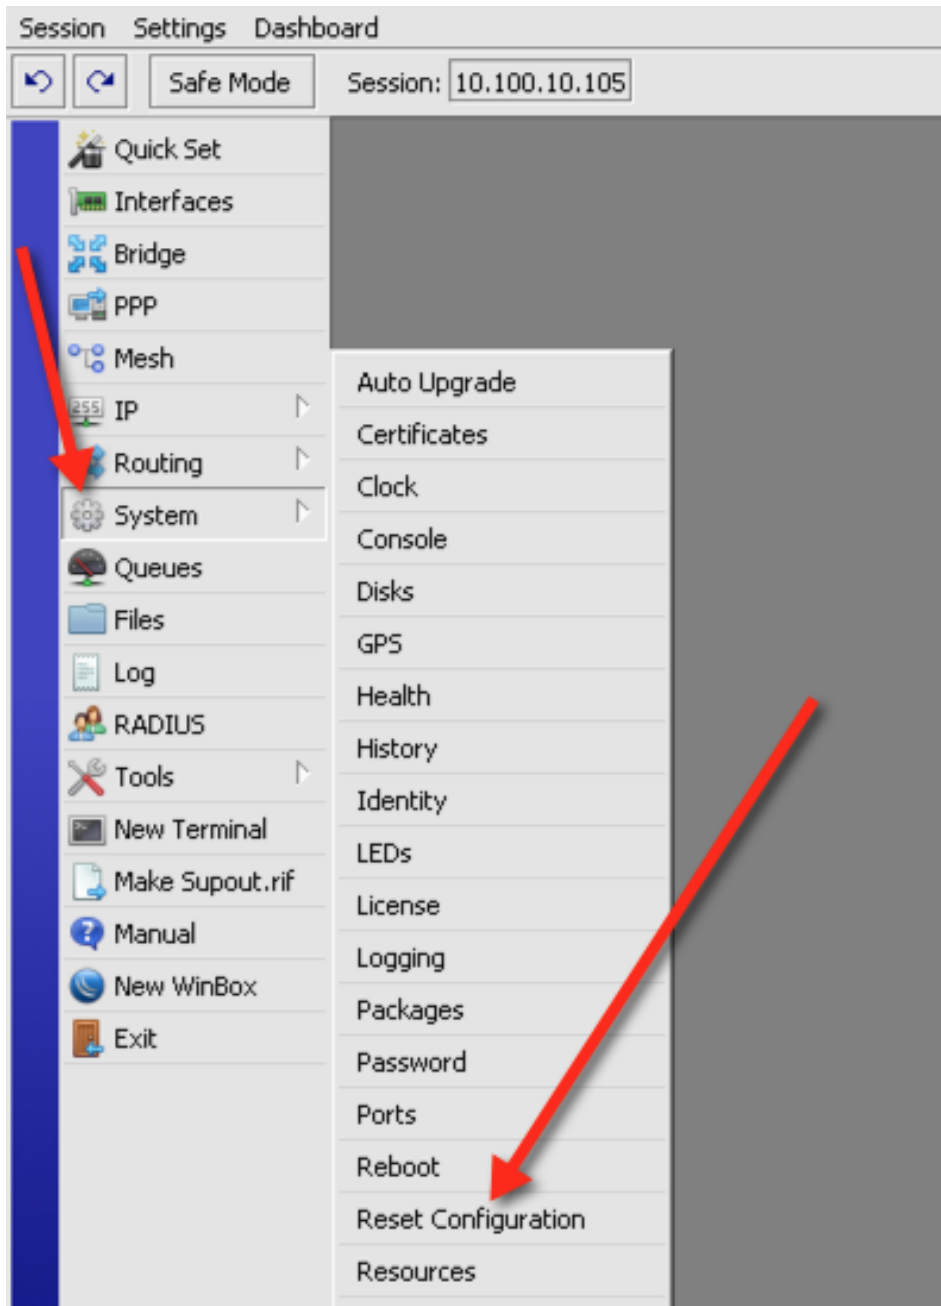 Session Settings Dashboard
Safe Mode Session: 10.100.10.105
Quick Set
Interfaces
Bridge
PPP
Mesh
255 IP
Routing
System
Queues
Files
Log
RADIUS
Tools
New Terminal
Make Supout.rif
Manual
New WinBox
Exit
Auto Upgrade
Certificates
Clock
Console
Disks
GPS
Health
History
Identity
LEDs
License
Logging
Packages
Password
Ports
Reboot
Reset Configuration
Resources